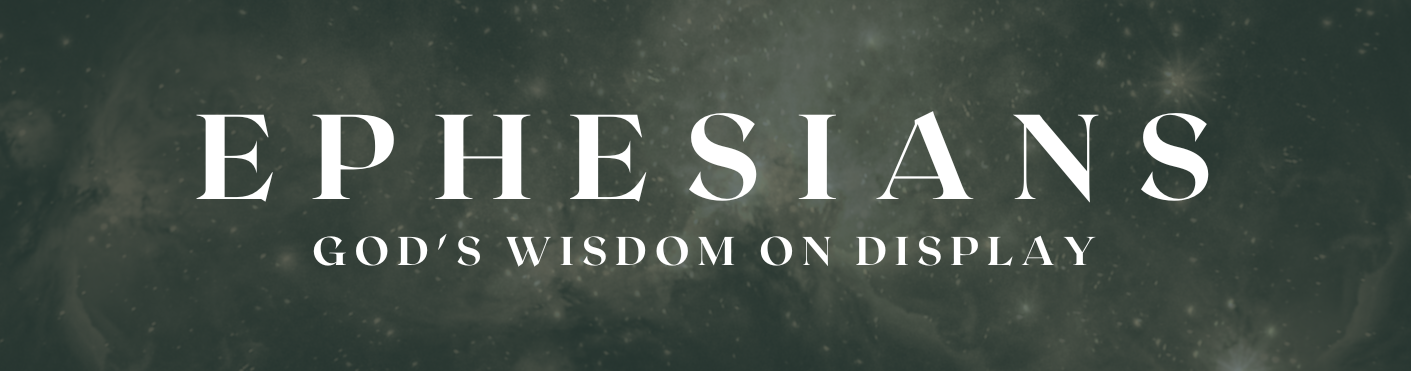 EPHESIANS
GOD'S WISDOM ON DISPLAY